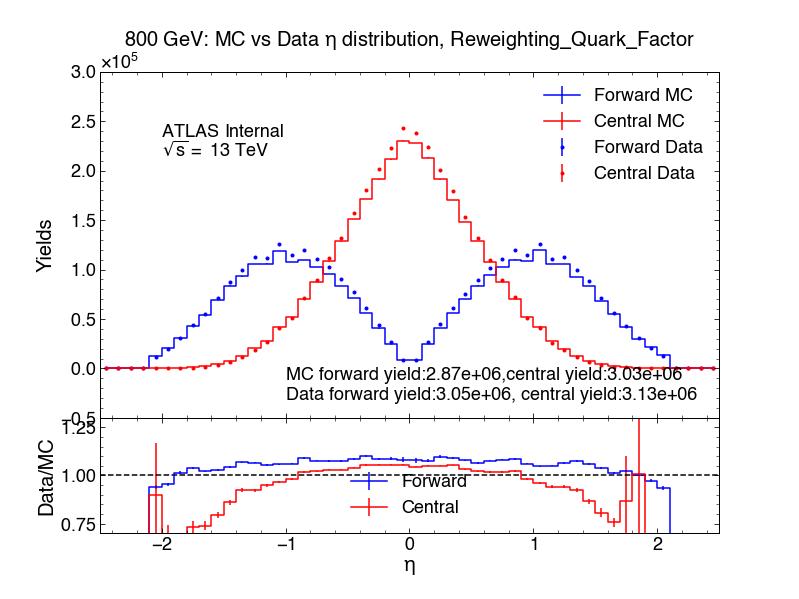 800 GeV: MC vs Data η distribution, Reweighting_Quark_Factor
×10⁵
3.0
2.5
2.0
1.5
1.0
0.5
0.0
−0.5
Yields
ATLAS Internal
√s = 13 TeV
Forward MC
Central MC
Forward Data
Central Data
MC forward yield:2.87e+06,central yield:3.03e+06
Data forward yield:3.05e+06, central yield:3.13e+06
1.25
1.00
0.75
Data/MC
Forward
Central
−2 −1 0 1 2
η